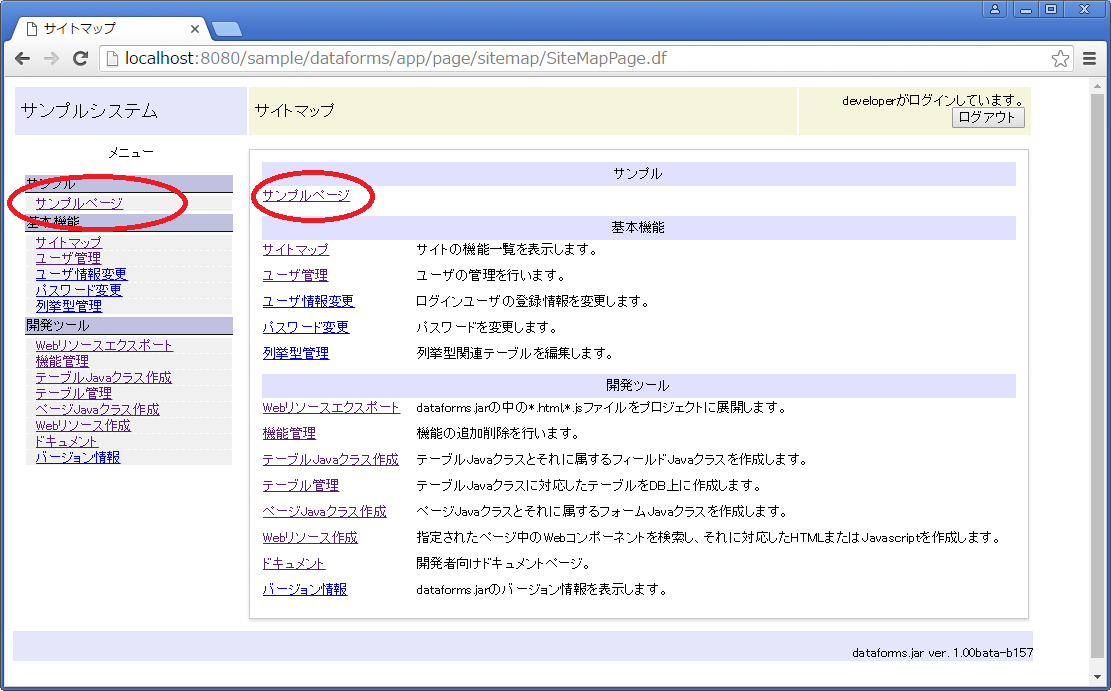 サイトマップ
localhost:8080/sample/dataforms/app/page/sitemap/SiteMapPage.df
サンプルシステム
サイトマップ
developerがログインしています。
ログアウト
メニュー
サンプル
サンプルページ
基本機能
サイトマップ
ユーザ管理
ユーザ情報変更
パスワード変更
列挙型管理
開発ツール
Webリソースエクスポート
機能管理
テーブルJavaクラス作成
テーブル管理
ページJavaクラス作成
Webリソース作成
ドキュメント
バージョン情報
サンプル
サンプルページ
基本機能
サイトマップ サイトの機能一覧を表示します。
ユーザ管理 ユーザの管理を行います。
ユーザ情報変更 ログインユーザの登録情報を変更します。
パスワード変更 パスワードを変更します。
列挙型管理 列挙型関連テーブルを編集します。
開発ツール
Webリソースエクスポート dataforms.jarの中の*.html,*.jsファイルをプロジェクトに展開します。
機能管理 機能の追加削除を行います。
テーブルJavaクラス作成 テーブルJavaクラスとそれに属するフィールドJavaクラスを作成します。
テーブル管理 テーブルJavaクラスに対応したテーブルをDB上に作成します。
ページJavaクラス作成 ページJavaクラスとそれに属するフォームJavaクラスを作成します。
Webリソース作成 指定されたページ中のWebコンポーネントを検索し、それに対応したHTMLまたはJavascriptを作成します。
ドキュメント 開発者向けドキュメントページ。
バージョン情報 dataforms.jarのバージョン情報を表示します。
dataforms.jar ver. 1.00bata-b157